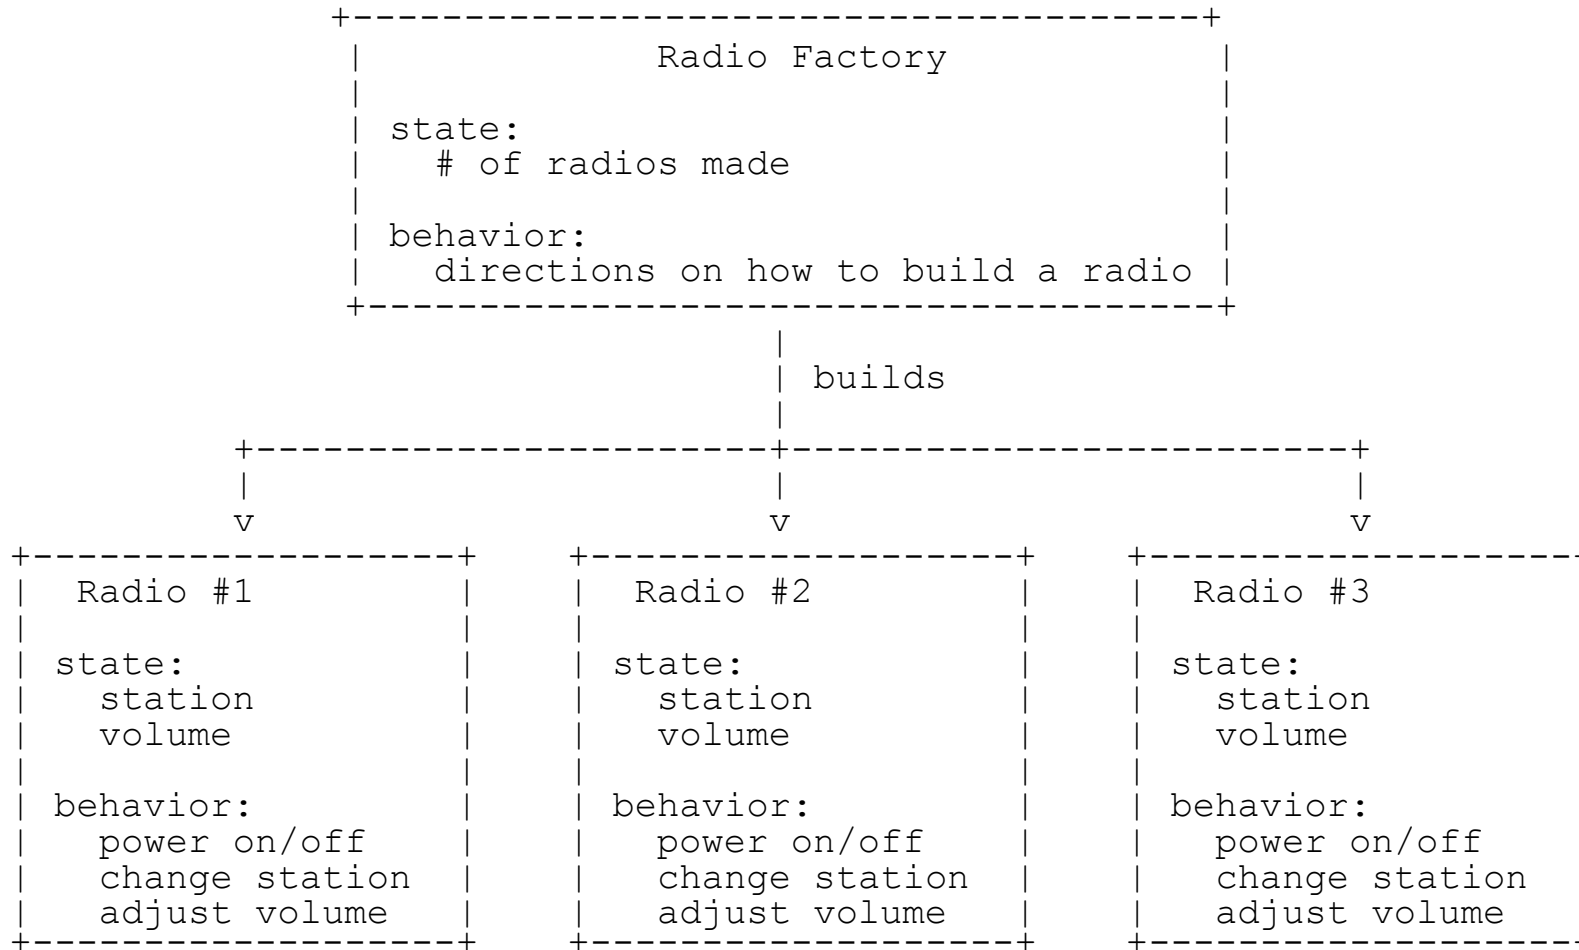 Radio Factory
state:
# of radios made
behavior:
directions on how to build a radio
builds
Radio #1
state:
station
volume
behavior:
power on/off
change station
adjust volume
Radio #2
state:
station
volume
behavior:
power on/off
change station
adjust volume
Radio #3
state:
station
volume
behavior:
power on/off
change station
adjust volume